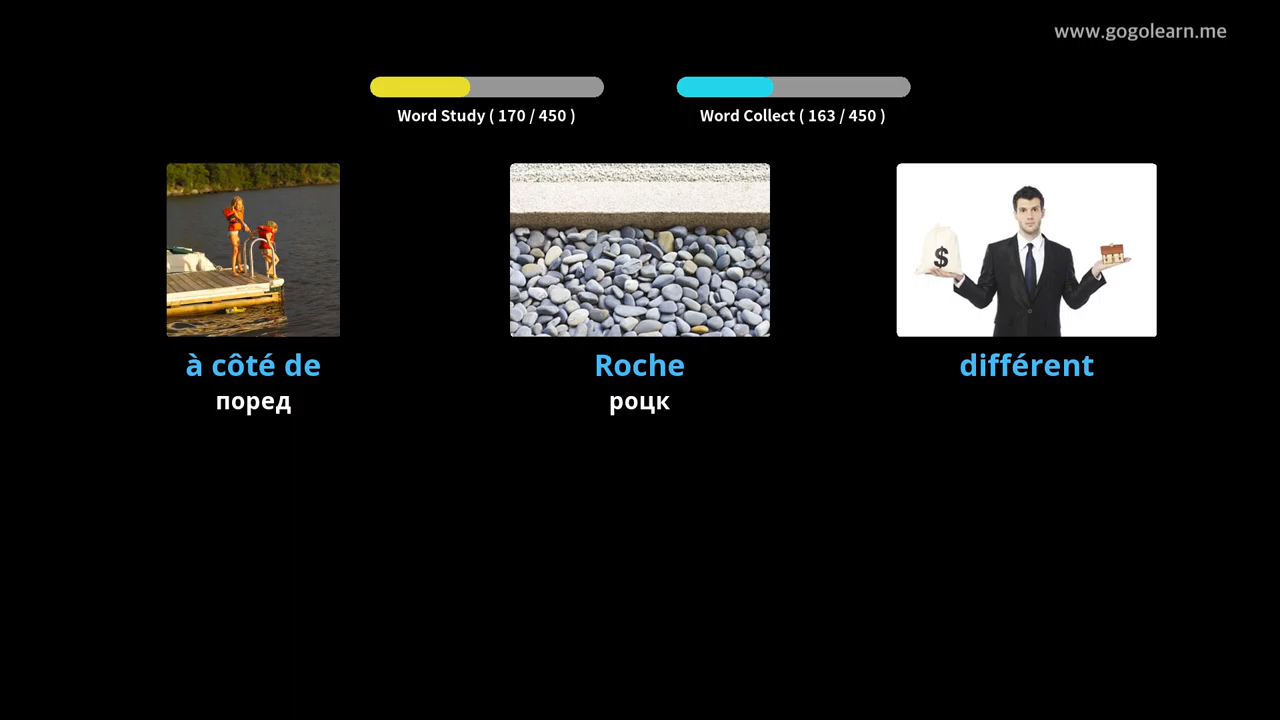 www.gogolearn.me
Word Study ( 170 / 450 )
Word Collect ( 163 / 450 )
$
à côté de
Roche
différent
поред
роцк